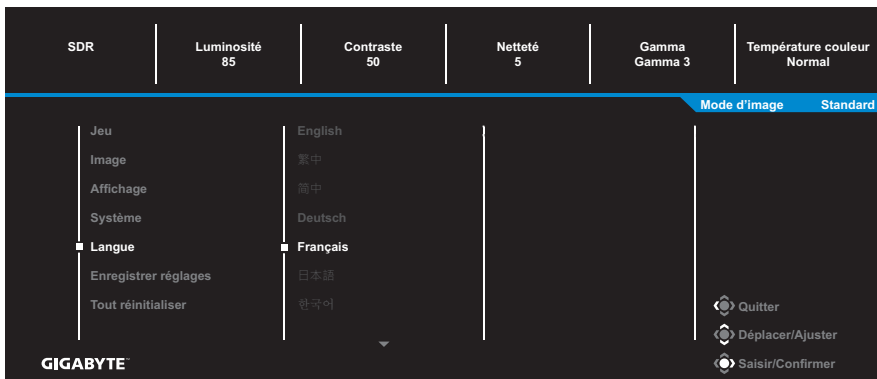 SDR
Luminosité
85
Contraste
50
Netteté
5
Gamma
Gamma 3
Température couleur
Normal
Mode d'image Standard
Jeu
Image
Affichage
Système
Langue
Enregistrer réglages
Tout réinitialiser
English
繁中
简中
Deutsch
Français
日本語
한국어
Quitter
Déplacer/Ajuster
Saisir/Confirmer
GIGABYTE™